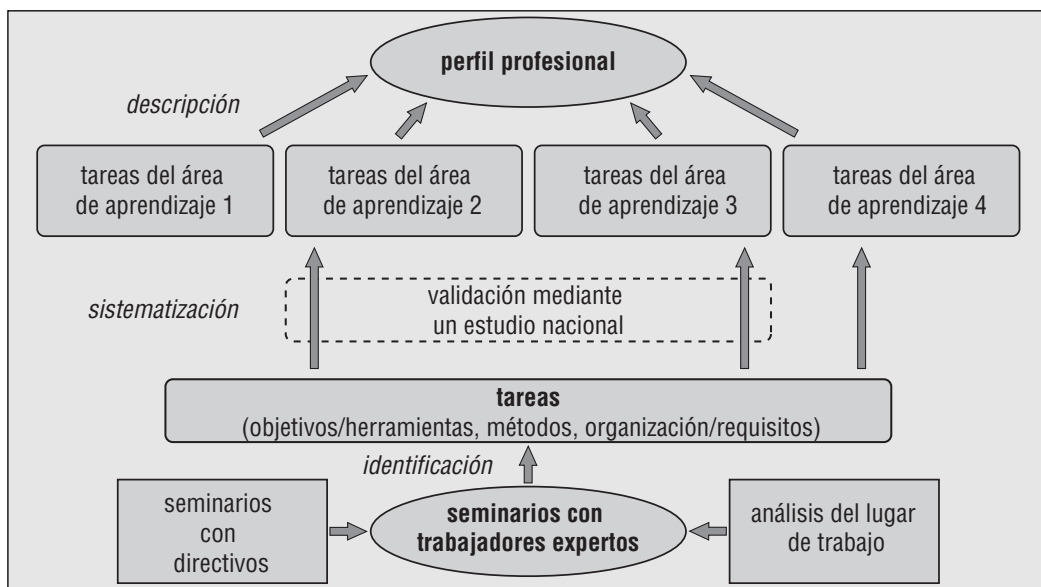 perfil profesional
descripción
tareas del área
de aprendizaje 1
tareas del área
de aprendizaje 2
tareas del área
de aprendizaje 3
tareas del área
de aprendizaje 4
sistematización
validación mediante
un estudio nacional
tareas
(objetivos/herramientas, métodos, organización/requisitos)
identificación
seminarios
con
directivos
seminarios con
trabajadores expertos
análisis del lugar
de trabajo